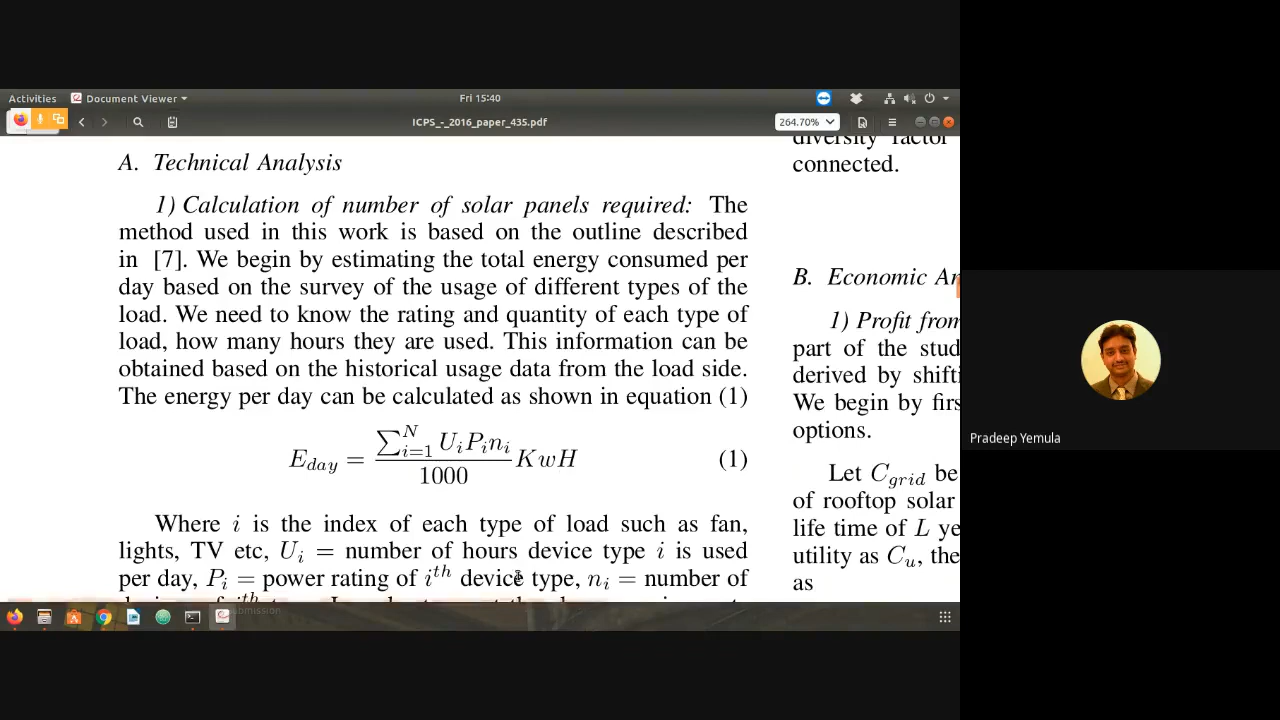 Activities
Document Viewer
Fri 15:40
ICPS_-_2016_paper_435.pdf
264.70%
A. Technical Analysis
1) Calculation of number of solar panels required: The
method used in this work is based on the outline described
in [7]. We begin by estimating the total energy consumed per
day based on the survey of the usage of different types of the
load. We need to know the rating and quantity of each type of
load, how many hours they are used. This information can be
obtained based on the historical usage data from the load side.
The energy per day can be calculated as shown in equation (1)
E_{day} = \frac{\sum_{i=1}^{N} U_i P_i n_i}{1000} KwH (1)
Where i is the index of each type of load such as fan,
lights, TV etc, U_i = number of hours device type i is used
per day, P_i = power rating of i^{th} device type, n_i = number of
diversity factor
connected.
B. Economic An
1) Profit from
part of the stud
derived by shifti
We begin by firs
options.
Let C_{grid} be
of rooftop solar
life time of L ye
utility as C_u, the
as
submission
Pradeep Yemula